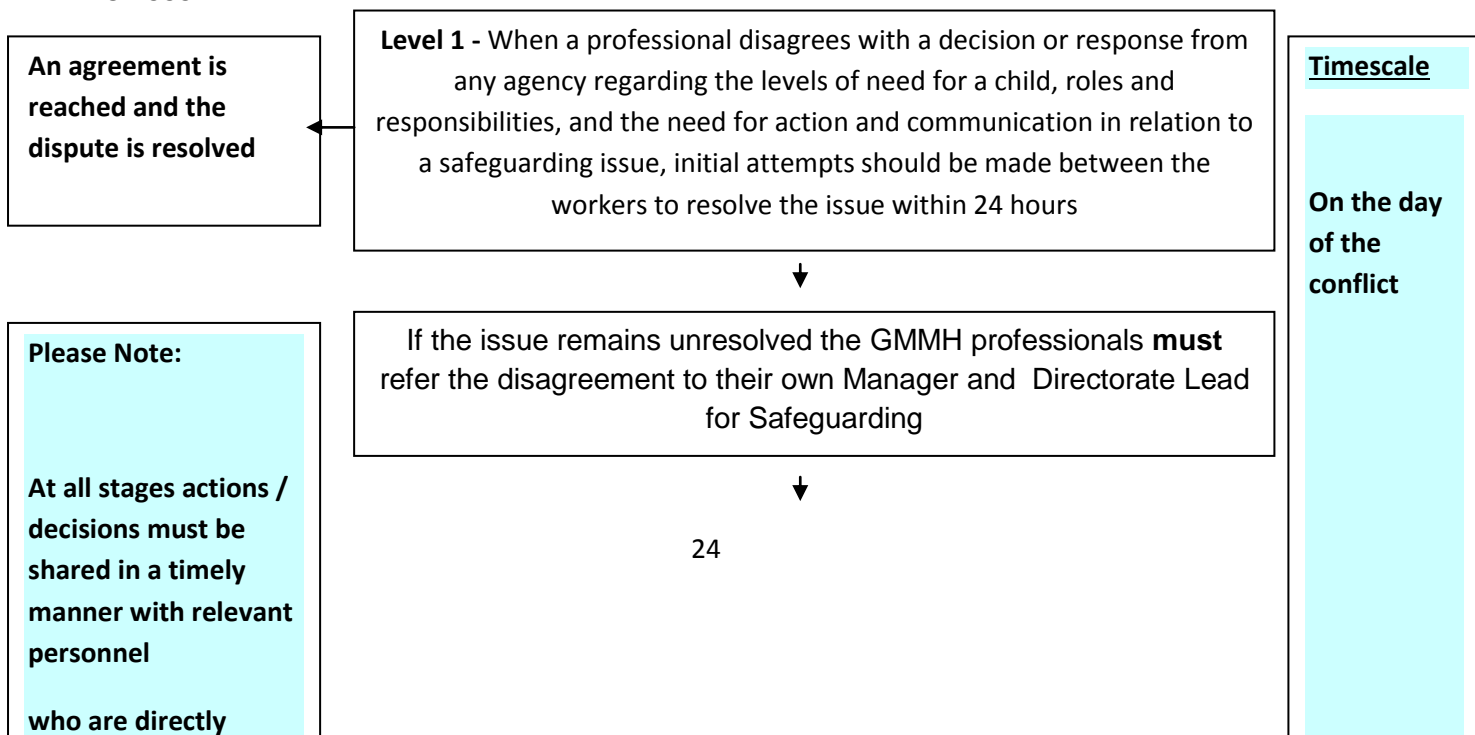 An agreement is
reached and the
dispute is resolved
Level 1 - When a professional disagrees with a decision or response from
any agency regarding the levels of need for a child, roles and
responsibilities, and the need for action and communication in relation to
a safeguarding issue, initial attempts should be made between the
workers to resolve the issue within 24 hours
Timescale
On the day
of the
conflict
Please Note:
At all stages actions /
decisions must be
shared in a timely
manner with relevant
personnel
who are directly
If the issue remains unresolved the GMMH professionals must
refer the disagreement to their own Manager and Directorate Lead
for Safeguarding
24